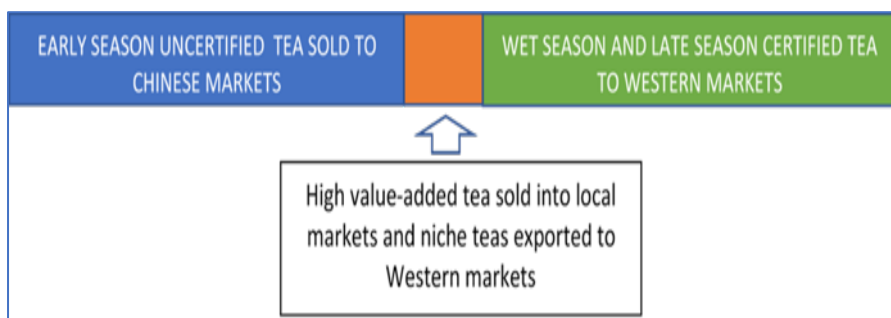 EARLY SEASON UNCERTIFIED TEA SOLD TO
CHINESE MARKETS
WET SEASON AND LATE SEASON CERTIFIED TEA
TO WESTERN MARKETS
High value-added tea sold into local
markets and niche teas exported to
Western markets